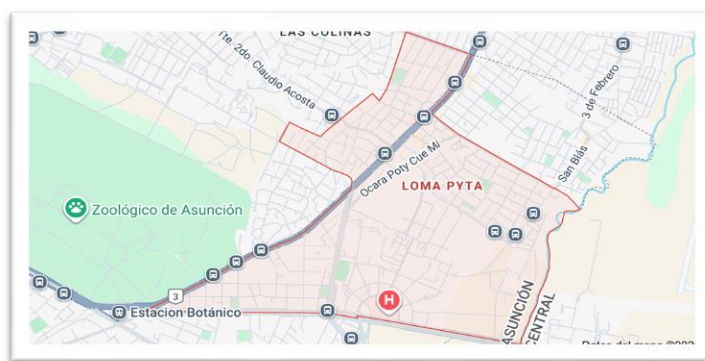 LAS COLINAS
Tte. 2do. Claudio Acosta
3 de Febrero
Ocara Poty Cue Mi
San Blás
LOMA PYTA
Zoológico de Asunción
H
3
Estacion Botánico
ASUNCIÓN
CENTRAL